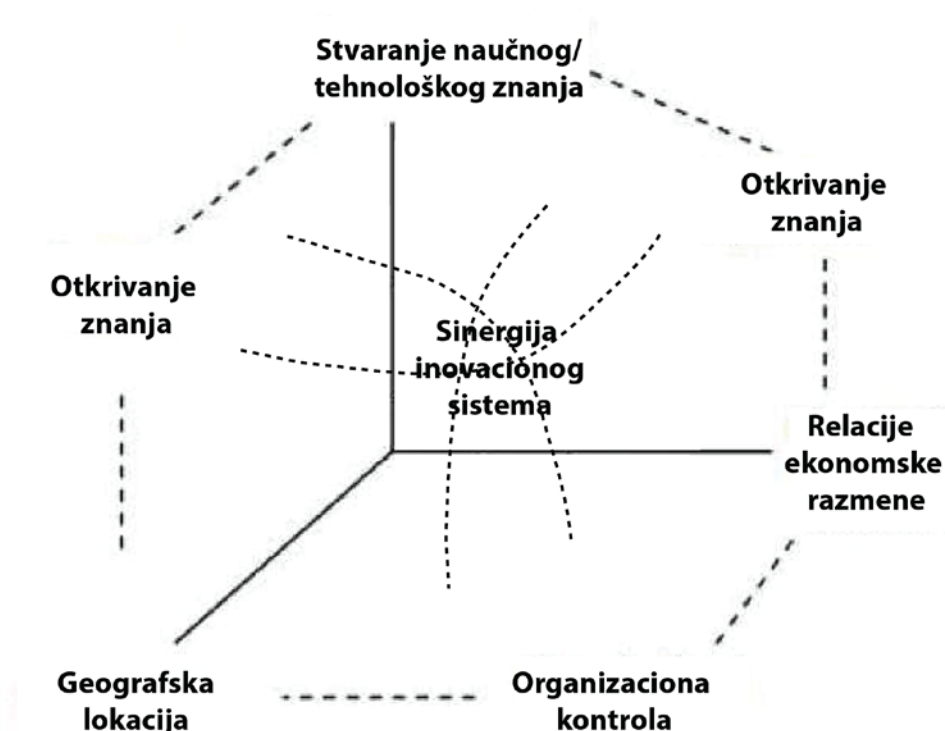 Stvaranje naučnog/
tehnološkog znanja
Otkrivanje
znanja
Otkrivanje
znanja
Sinergija
inovacionog
sistema
Relacije
ekonomske
razmene
Geografska
lokacija
Organizaciona
kontrola